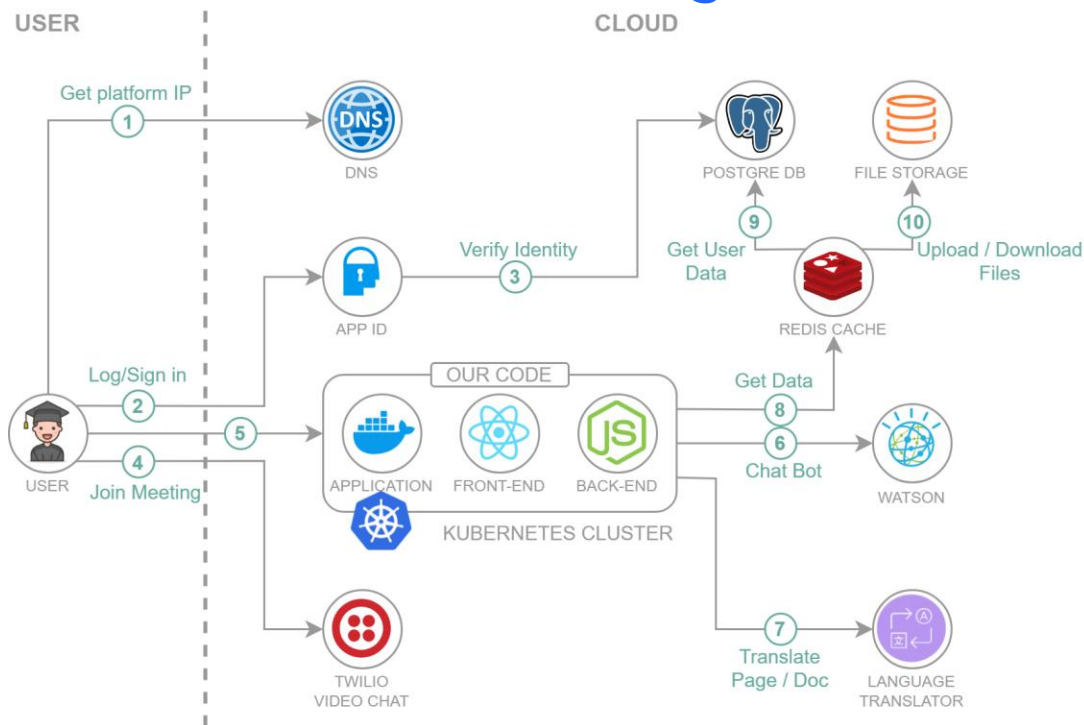 USER
CLOUD
Get platform IP
1
DNS
DNS
POSTGRE DB
FILE STORAGE
9
10
Get User
Data
Upload / Download
Files
Verify Identity
3
APP ID
REDIS CACHE
Log/Sign in
2
OUR CODE
Get Data
8
5
JS
6
Chat Bot
USER
4
Join Meeting
APPLICATION
FRONT-END
BACK-END
WATSON
KUBERNETES CLUSTER
7
Translate
Page / Doc
A
文
TWILIO
VIDEO CHAT
LANGUAGE
TRANSLATOR